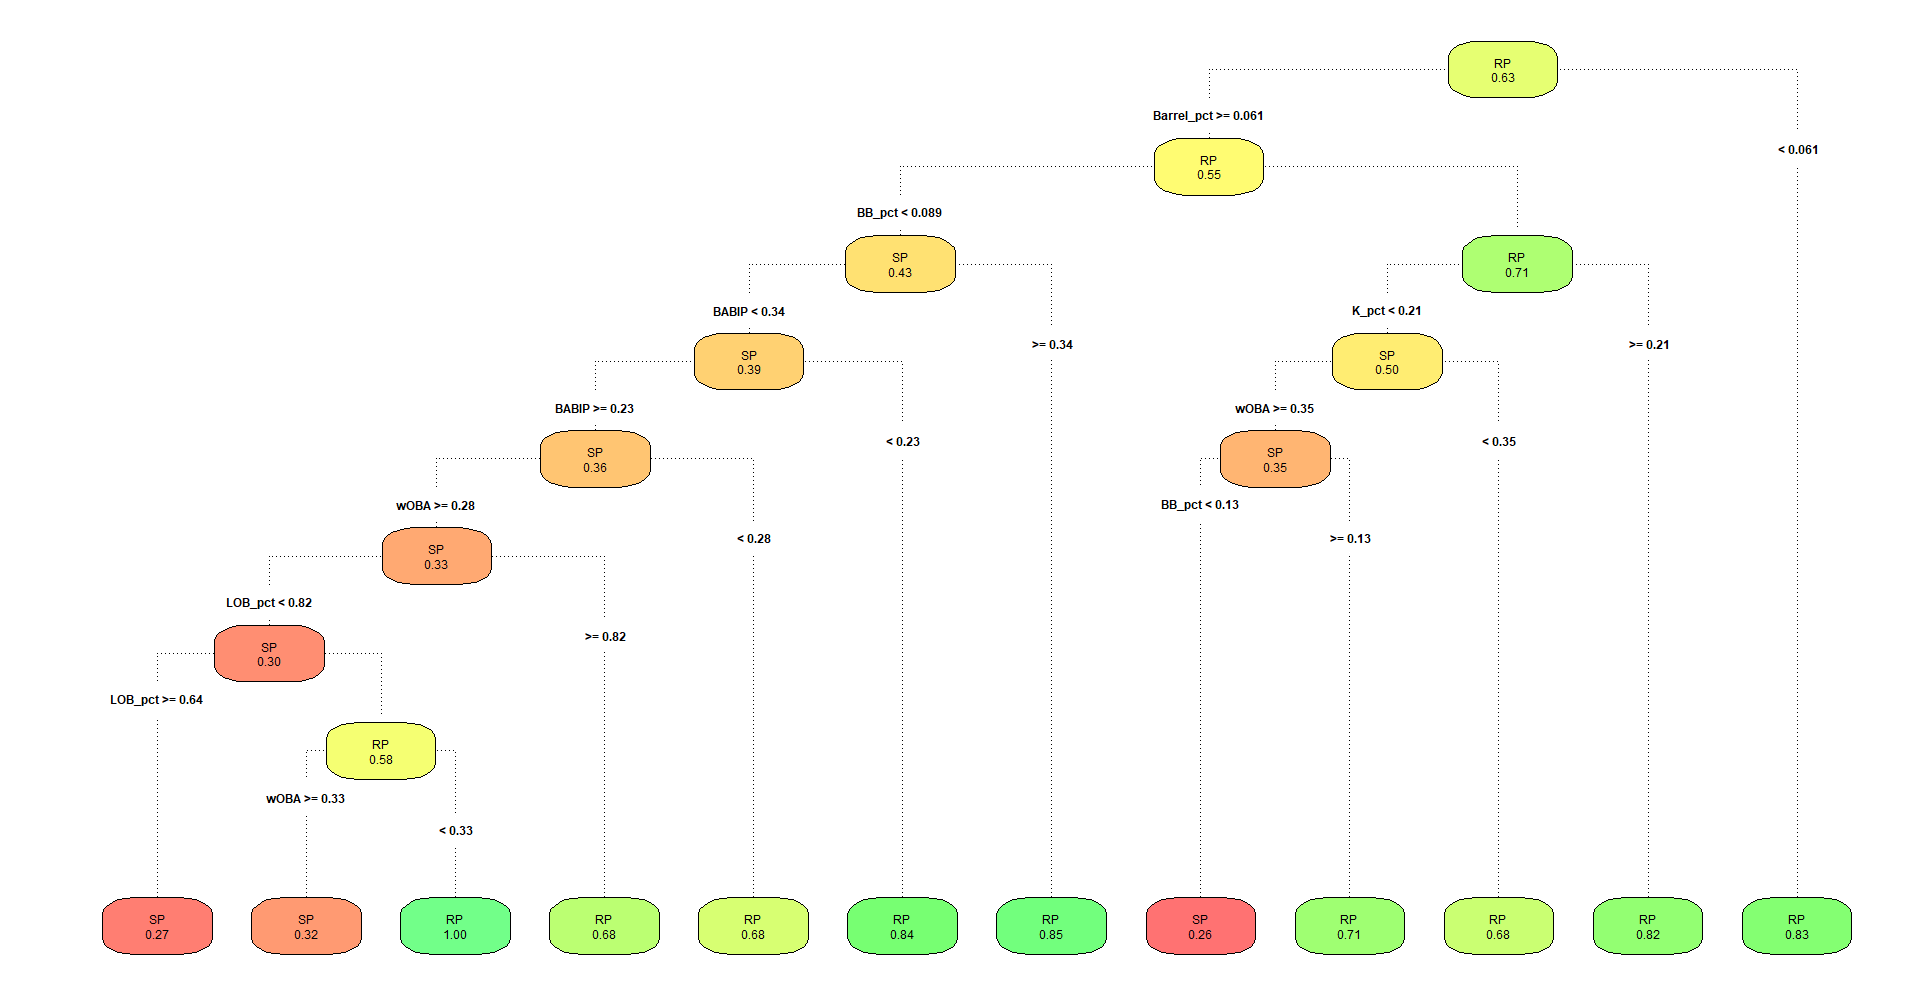 RP
0.63
Barrel_pct >= 0.061
< 0.061
RP
0.55
BB_pct < 0.089
SP
0.43
RP
0.71
BABIP < 0.34
>= 0.34
K_pct < 0.21
>= 0.21
SP
0.39
SP
0.50
BABIP >= 0.23
< 0.23
wOBA >= 0.35
< 0.35
SP
0.36
SP
0.35
wOBA >= 0.28
< 0.28
BB_pct < 0.13
>= 0.13
SP
0.33
LOB_pct < 0.82
>= 0.82
SP
0.30
LOB_pct >= 0.64
RP
0.58
wOBA >= 0.33
< 0.33
SP
0.27
SP
0.32
RP
1.00
RP
0.68
RP
0.68
RP
0.84
RP
0.85
SP
0.26
RP
0.71
RP
0.68
RP
0.82
RP
0.83